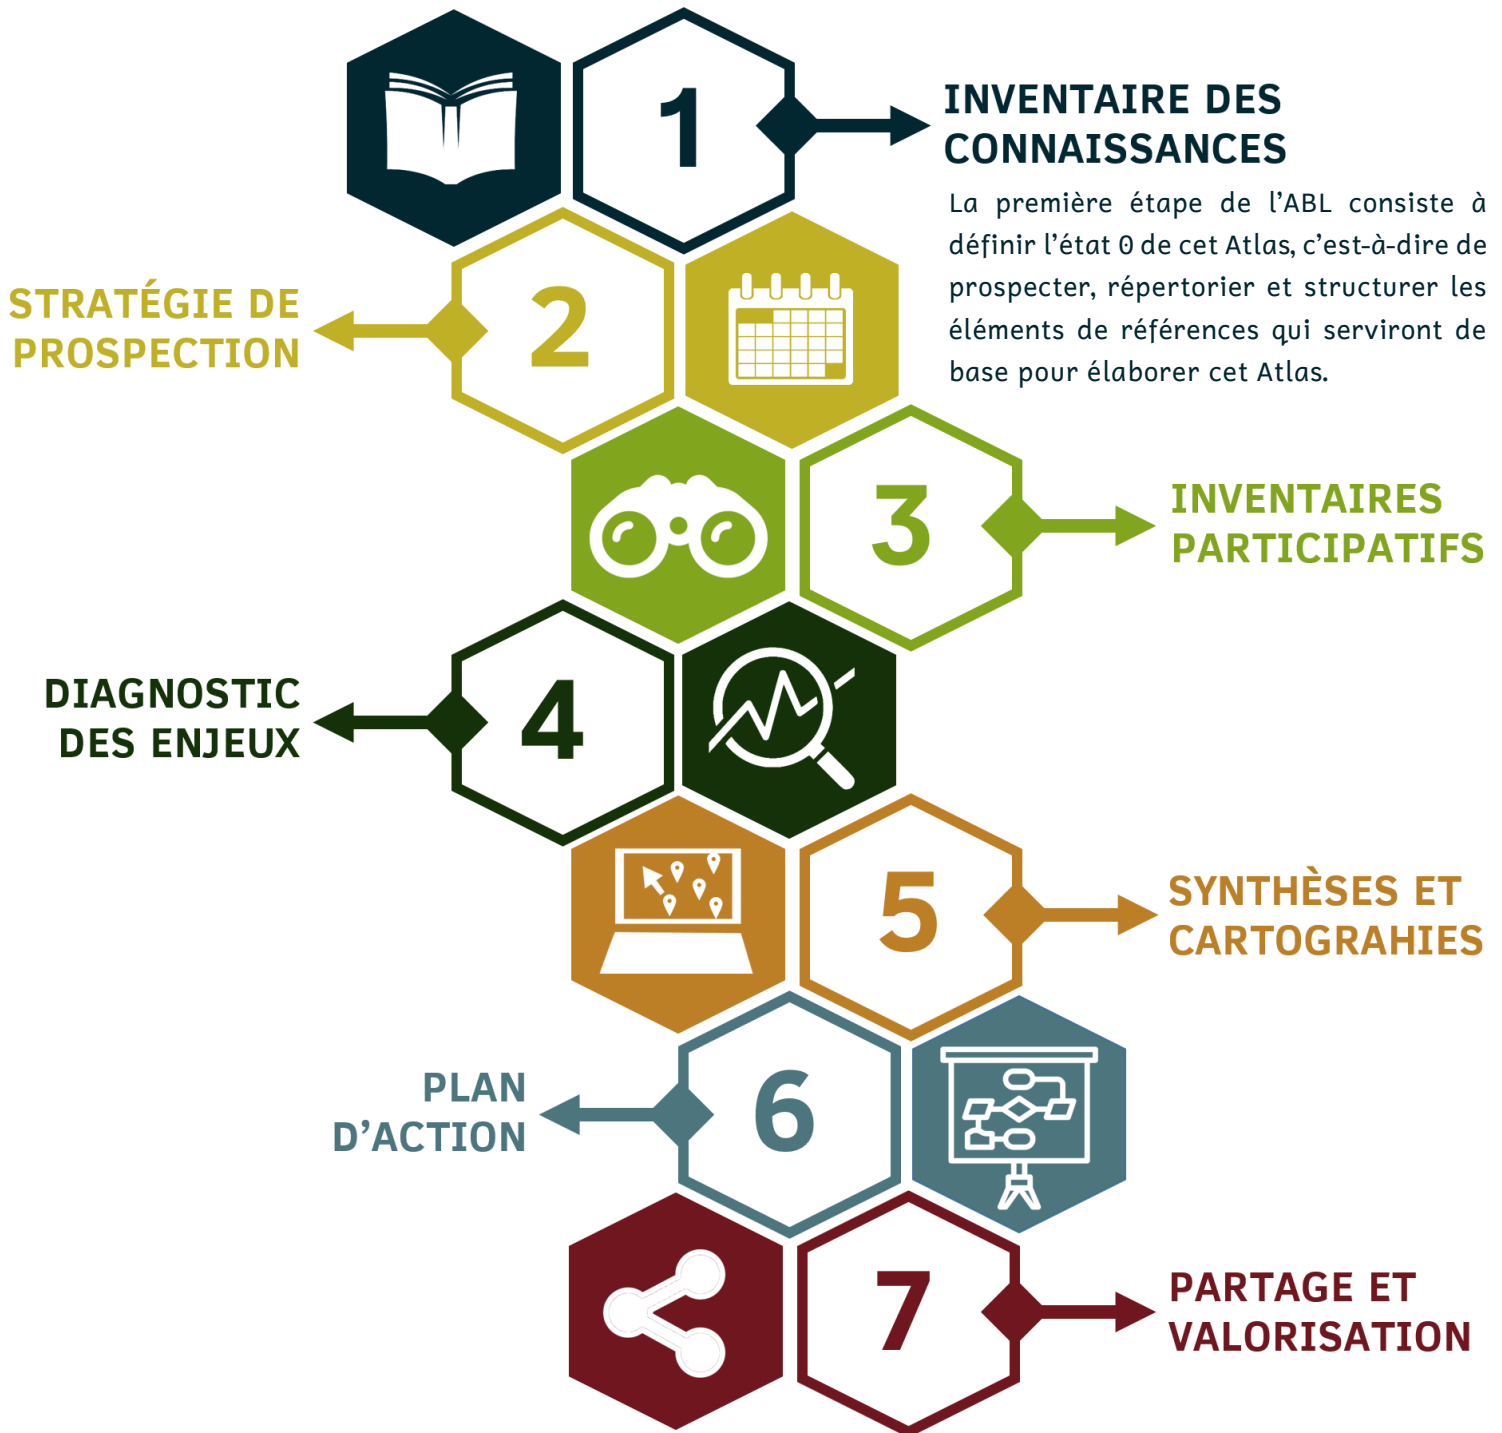 1
INVENTAIRE DES
CONNAISSANCES
La première étape de l'ABL consiste à
définir l'état 0 de cet Atlas, c'est-à-dire de
prospecter, répertorier et structurer les
éléments de références qui serviront de
base pour élaborer cet Atlas.
STRATÉGIE DE
PROSPECTION
2
3
INVENTAIRES
PARTICIPATIFS
DIAGNOSTIC
DES ENJEUX
4
5
SYNTHÈSES ET
CARTOGRAHIES
PLAN
D'ACTION
6
7
PARTAGE ET
VALORISATION